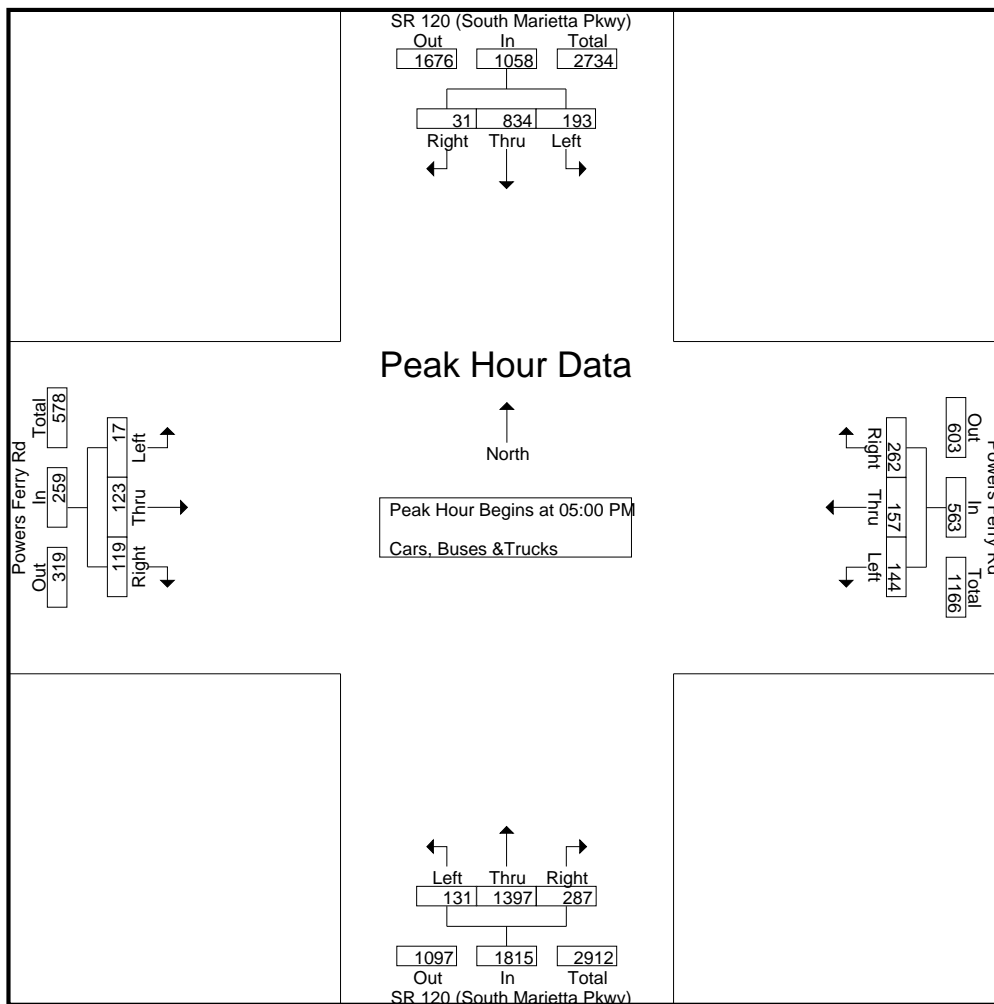 SR 120 (South Marietta Pkwy)
Out In Total
1676 1058 2734
31 834 193
Right Thru Left
Peak Hour Data
North
Peak Hour Begins at 05:00 PM
Cars, Buses &Trucks
Powers Ferry Rd
Out In Total
319 259 578
119 123 17
Right Thru Left
Right Thru Left
262 157 144
Out In Total
603 563 1166
Powers Ferry Rd
Left Thru Right
131 1397 287
1097 1815 2912
Out In Total
SR 120 (South Marietta Pkwy)